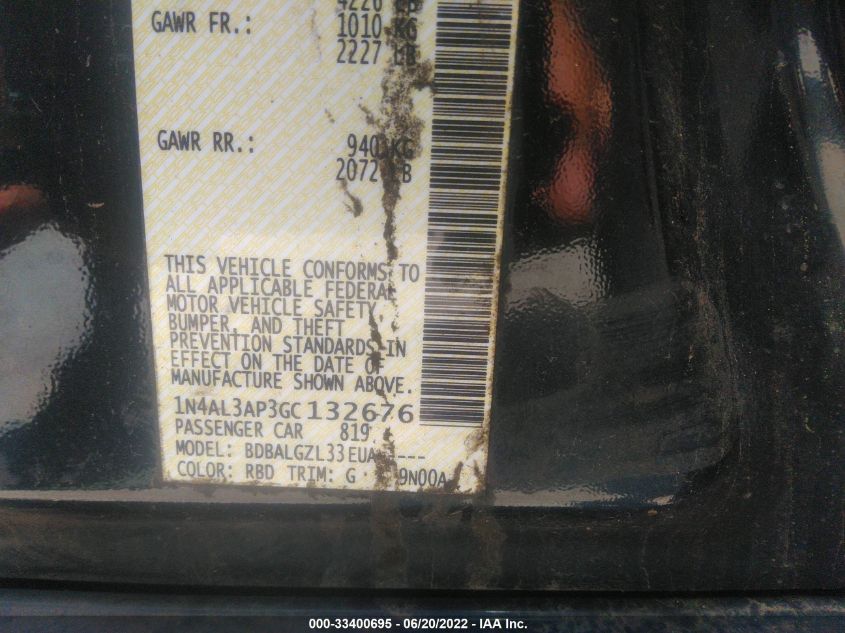 GAWR FR.: 1010 KG
2227 LB
GAWR RR.: 940 KG
2072 LB
THIS VEHICLE CONFORMS TO
ALL APPLICABLE FEDERAL
MOTOR VEHICLE SAFETY,
BUMPER, AND THEFT
PREVENTION STANDARDS IN
EFFECT ON THE DATE OF
MANUFACTURE SHOWN ABOVE.
1N4AL3AP3GC132676
PASSENGER CAR 819
MODEL: BDBALGZL33EUA
COLOR: RBD TRIM: G
000-33400695 - 06/20/2022 - IAA Inc.